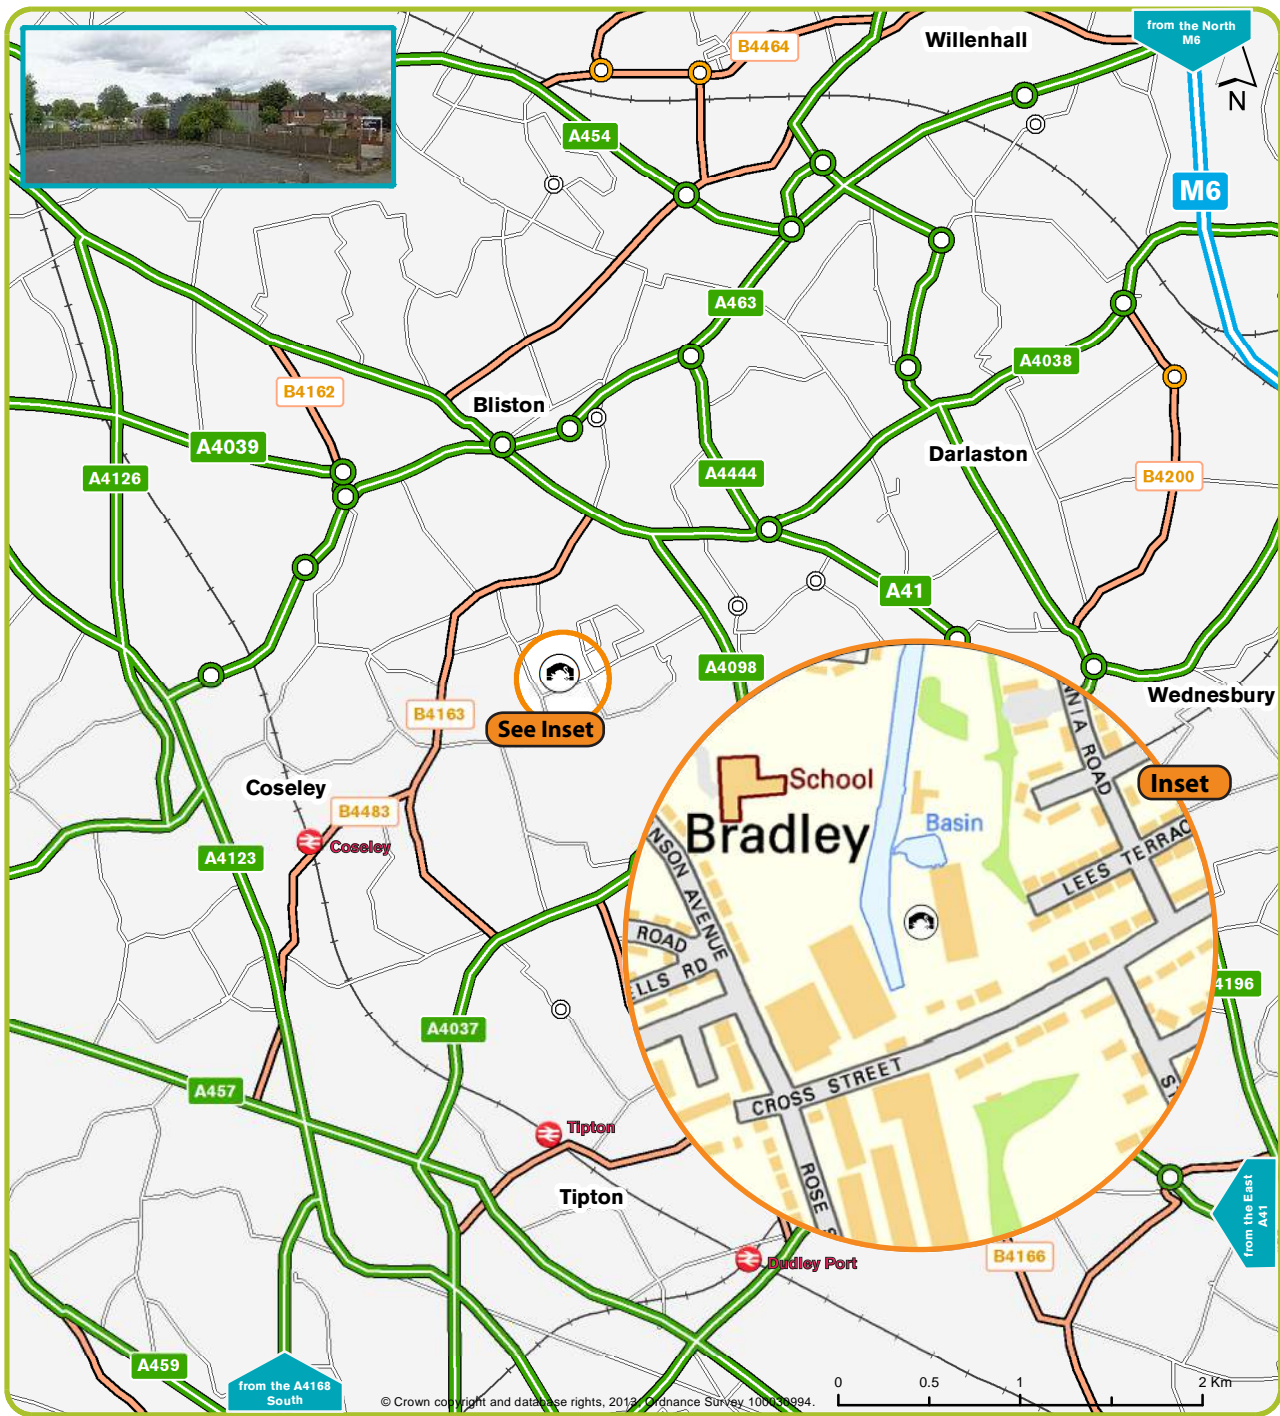 from the North
M6
Willenhall
B4464
N
A454
M6
A463
A4038
B4162
Bliston
A4039
A4126
A4444
Darlaston
B4200
A41
A4098
Wednesbury
B4163
See Inset
Inset
Coseley
B4483
Coseley
A4123
School
Bradley
Basin
NNIA ROAD
LEES TERRAC
NSON AVENUE
ROAD
ELLS RD
4196
A4037
CROSS STREET
A457
ST
Tipton
ROSE S
Tipton
from the East
A41
B4166
Dudley Port
A459
from the A4168
South
0 0.5 1 2 Km
© Crown copyright and database rights, 2013, Ordnance Survey 100030994.